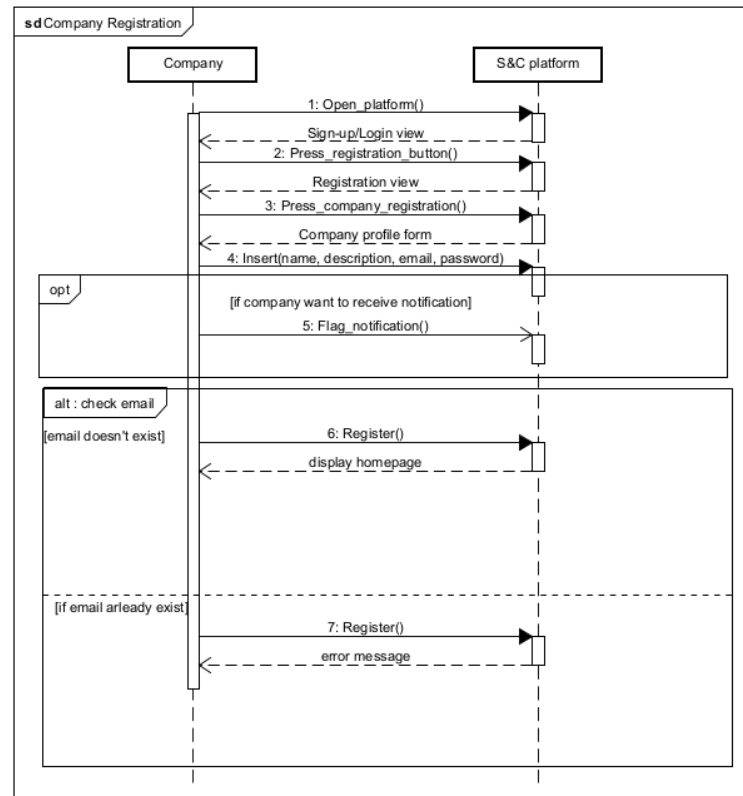 sd Company Registration
Company
S&C platform
1: Open_platform()
Sign-up/Login view
2: Press_registration_button()
Registration view
3: Press_company_registration()
Company profile form
4: Insert(name, description, email, password)
opt
[if company want to receive notification]
5: Flag_notification()
alt : check email
[email doesn't exist]
6: Register()
display homepage
[if email arleady exist]
7: Register()
error message